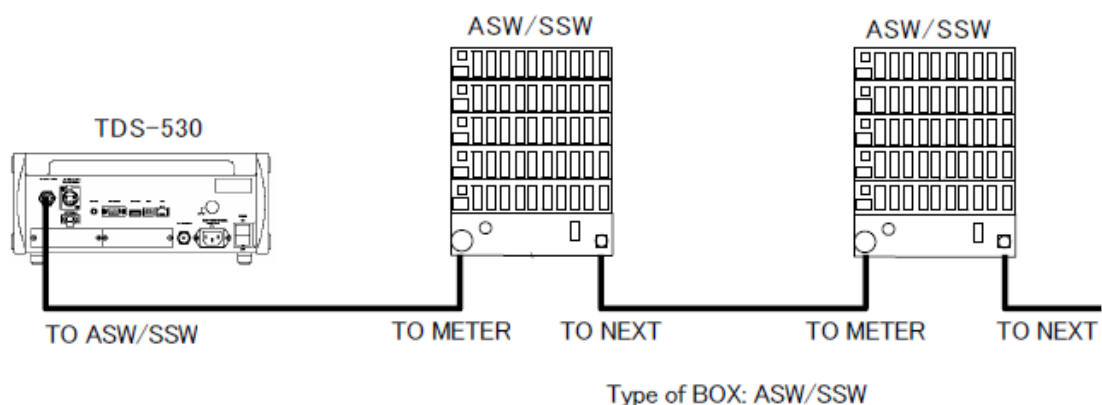 ASW/SSW
ASW/SSW
TDS-530
TO ASW/SSW
TO METER
TO NEXT
TO METER
TO NEXT
Type of BOX: ASW/SSW